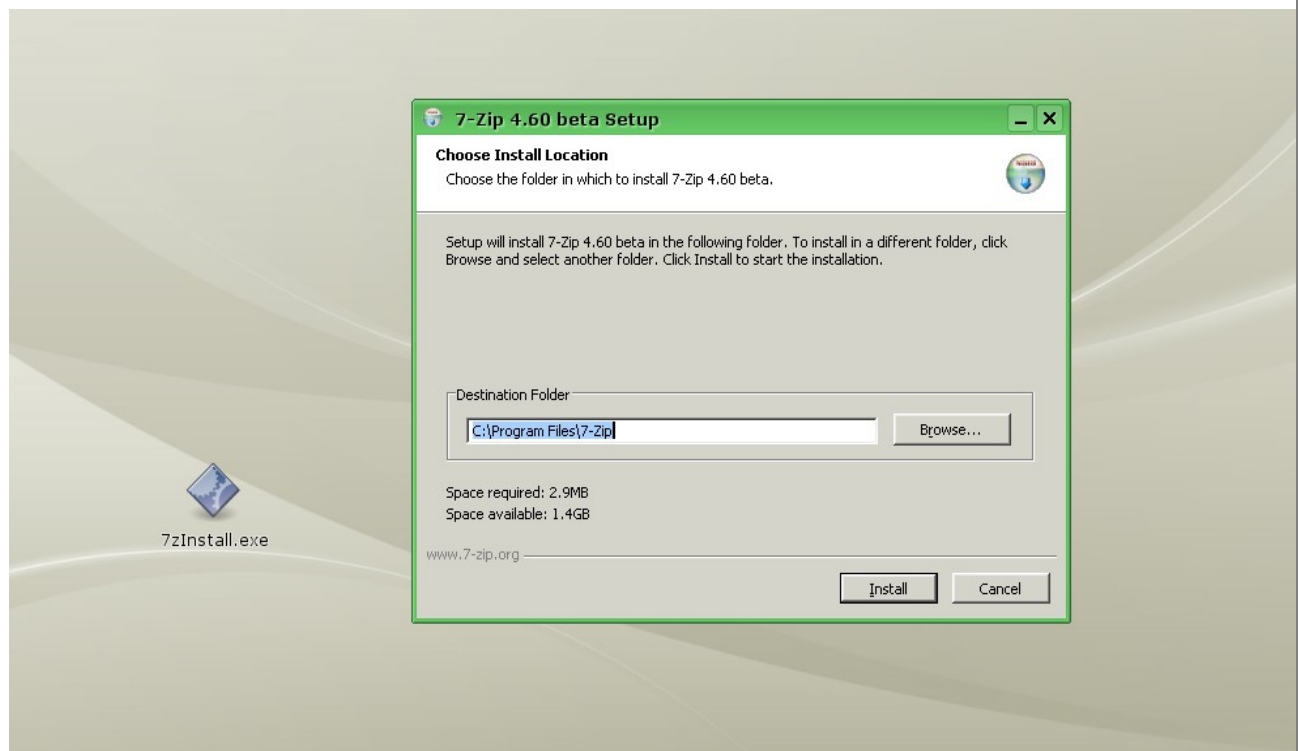 7-Zip 4.60 beta Setup
Choose Install Location
Choose the folder in which to install 7-Zip 4.60 beta.
Setup will install 7-Zip 4.60 beta in the following folder. To install in a different folder, click
Browse and select another folder. Click Install to start the installation.
Destination Folder
C:\Program Files\7-Zip
Browse...
Space required: 2.9MB
Space available: 1.4GB
7zInstall.exe
www.7-zip.org
Install
Cancel